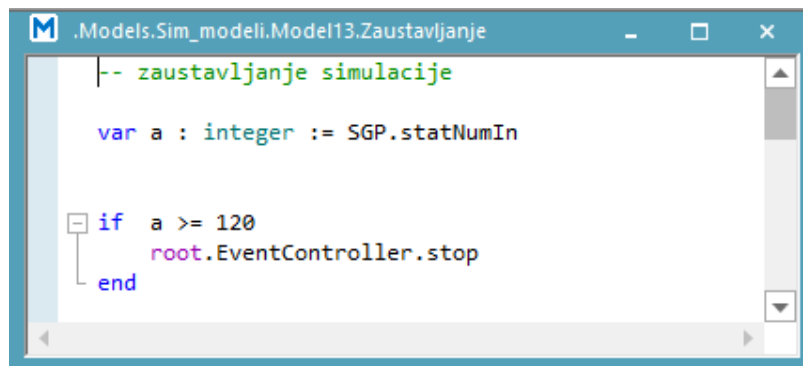 M .Models.Sim_modeli.Model13.Zaustavljanje
-- zaustavljanje simulacije
var a : integer := SGP.statNumIn
if a >= 120
root.EventController.stop
end